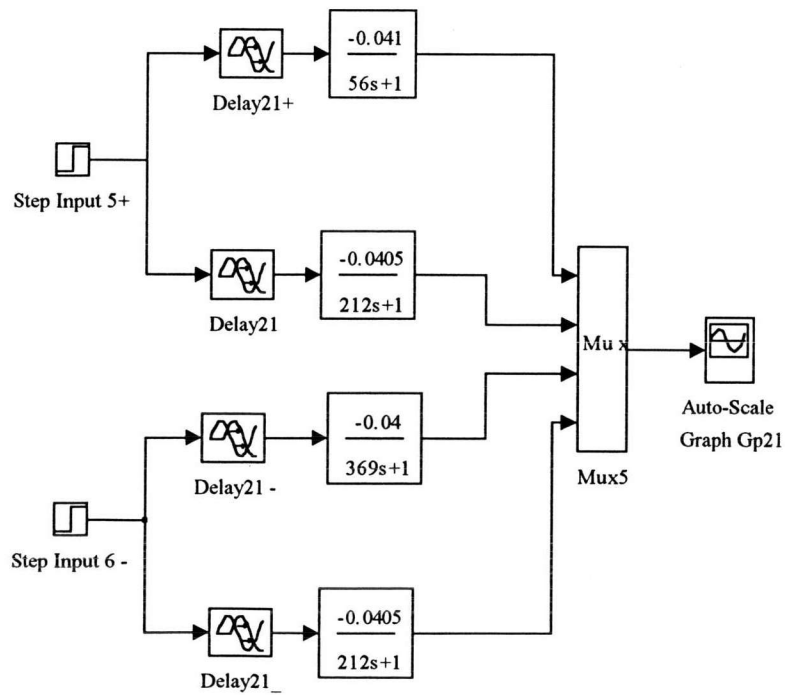 -0.041
56s+1
Delay21+
Step Input 5+
-0.0405
212s+1
Delay21
Mu x
Auto-Scale
Graph Gp21
-0.04
369s+1
Delay21 -
Mux5
Step Input 6 -
-0.0405
212s+1
Delay21_